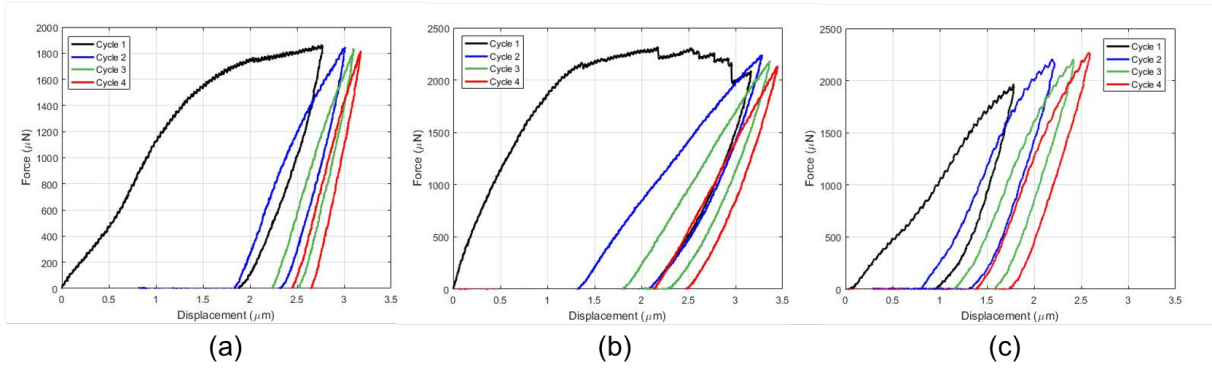 2000
1800
1600
1400
1200
1000
800
600
400
200
0
Force (μN)
Cycle 1
Cycle 2
Cycle 3
Cycle 4
0 0.5 1 1.5 2 2.5 3 3.5
Displacement (μm)
(a)
2500
2000
1500
1000
500
0
Force (μN)
Cycle 1
Cycle 2
Cycle 3
Cycle 4
0 0.5 1 1.5 2 2.5 3 3.5
Displacement (μm)
(b)
2500
2000
1500
1000
500
0
Force (μN)
Cycle 1
Cycle 2
Cycle 3
Cycle 4
0 0.5 1 1.5 2 2.5 3 3.5
Displacement (μm)
(c)